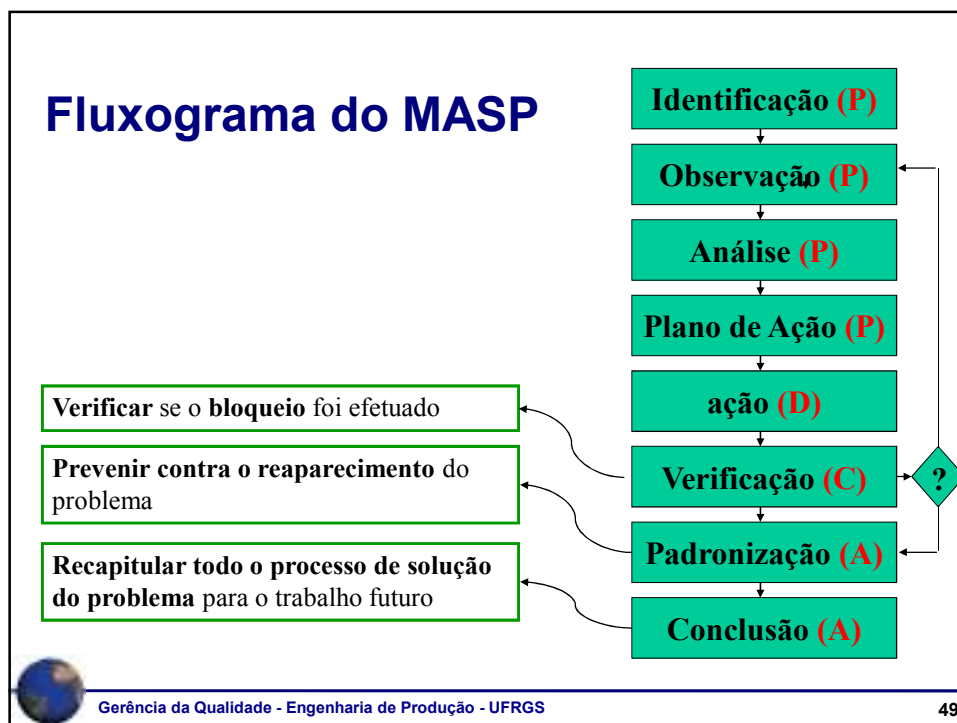 Fluxograma do MASP
Identificação (P)
Observação (P)
Análise (P)
Plano de Ação (P)
ação (D)
Verificação (C)
?
Padronização (A)
Conclusão (A)
Verificar se o bloqueio foi efetuado
Prevenir contra o reaparecimento do
problema
Recapitular todo o processo de solução
do problema para o trabalho futuro
Gerência da Qualidade - Engenharia de Produção - UFRGS
49